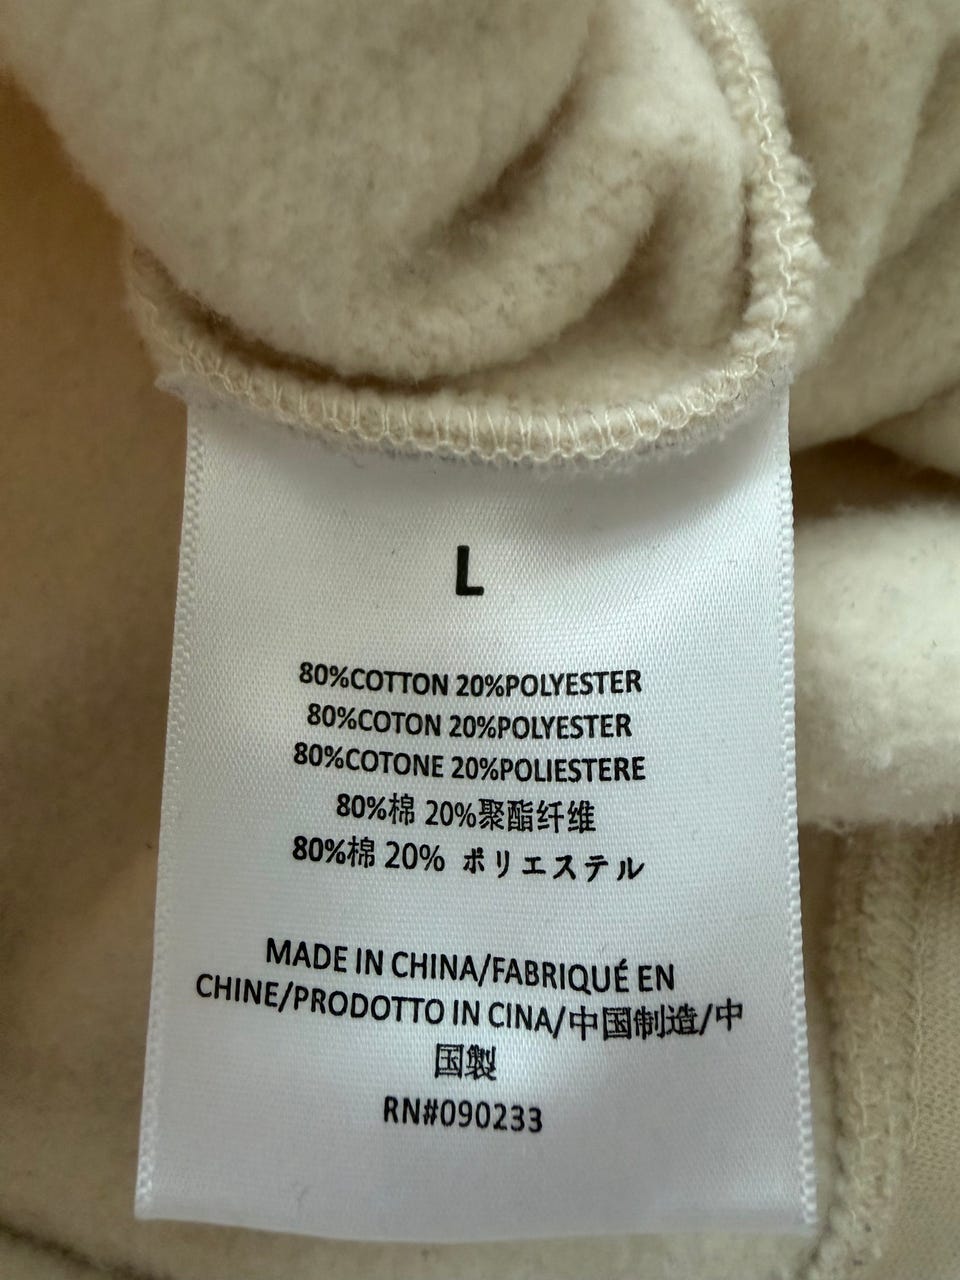 L
80%COTTON 20%POLYESTER
80%COTON 20%POLYESTER
80%COTONE 20%POLIESTERE
80%棉 20%聚酯纤维
80%棉 20% ポリエステル
MADE IN CHINA/FABRIQUÉ EN
CHINE/PRODOTTO IN CINA/中国制造/中
国製
RN#090233